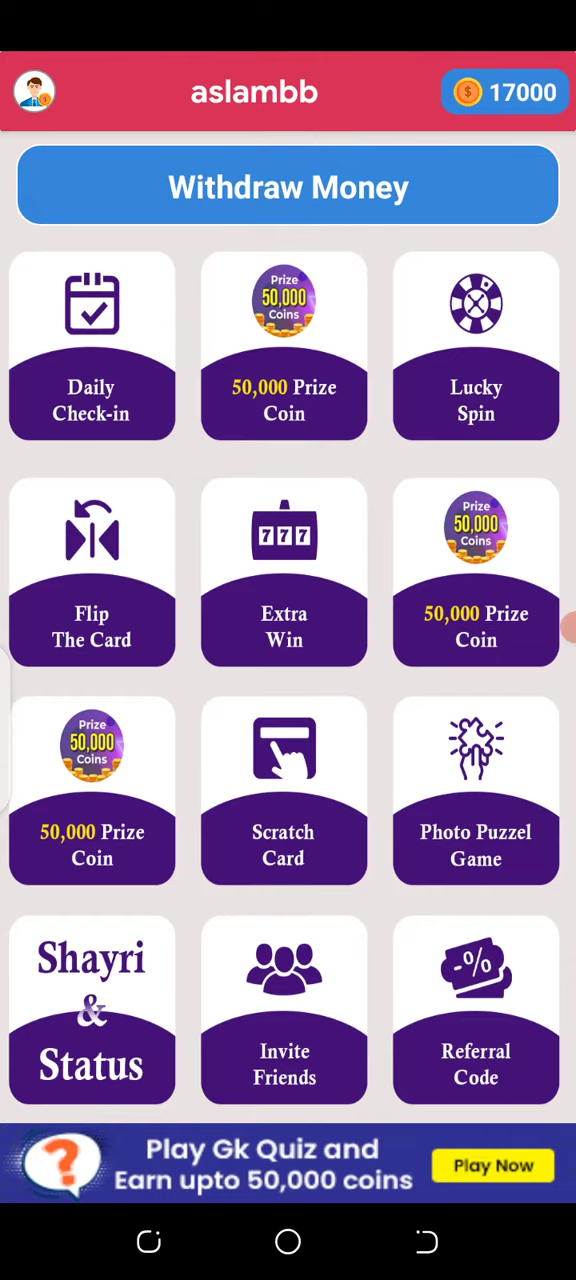 aslambb
17000
Withdraw Money
Prize
50,000
Coins
Daily
Check-in
50,000 Prize
Coin
Lucky
Spin
777
Prize
50,000
Coins
Flip
The Card
Extra
Win
50,000 Prize
Coin
Prize
50,000
Coins
50,000 Prize
Coin
Scratch
Card
Photo Puzzel
Game
Shayri
&
Status
-%
Invite
Friends
Referral
Code
Play Gk Quiz and
Earn upto 50,000 coins
Play Now